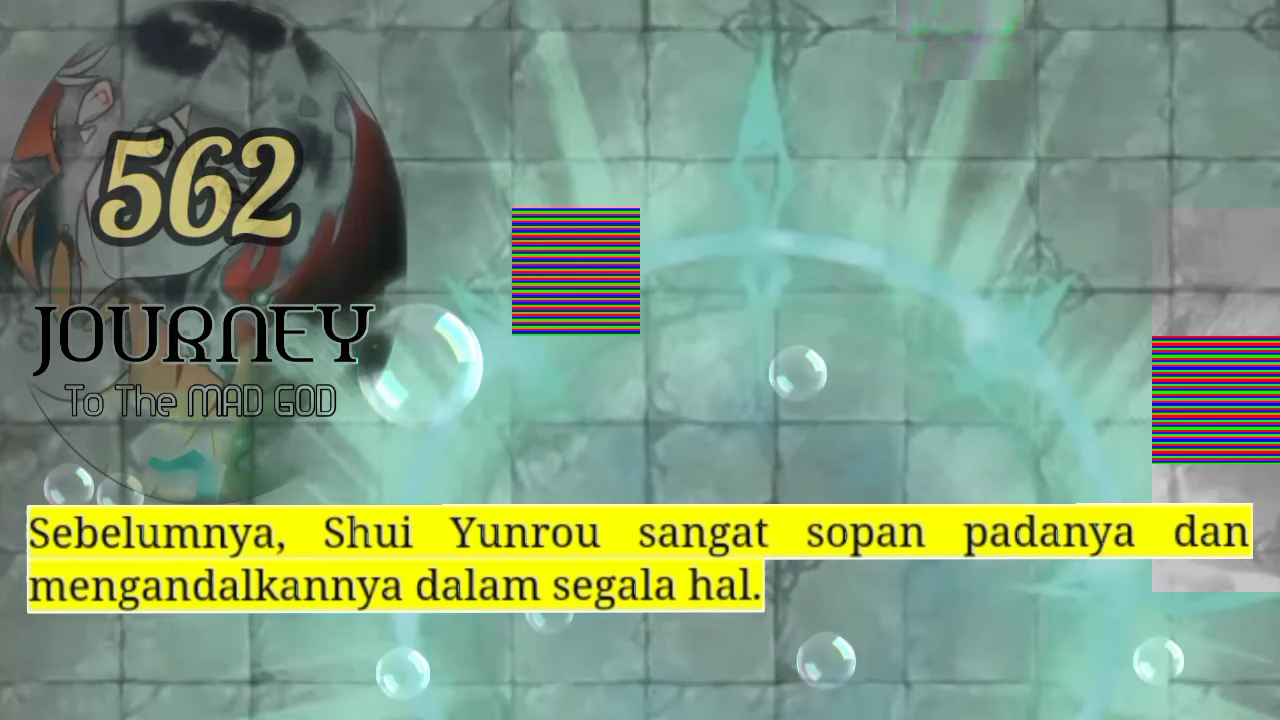 562
JOURNEY
To The MAD GOD
Sebelumnya, Shui Yunrou sangat sopan padanya dan
mengandalkannya dalam segala hal.